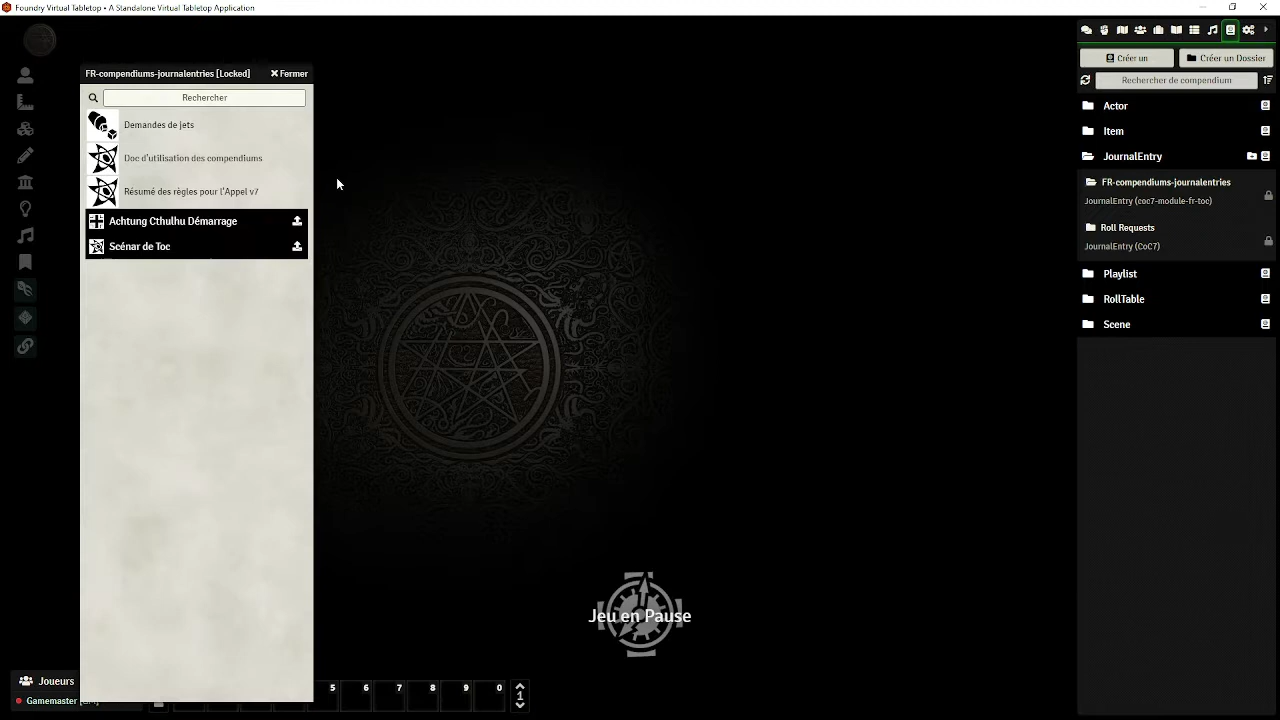 Foundry Virtual Tabletop • A Standalone Virtual Tabletop Application
FR-compendiums-journalentries [Locked]
Fermer
Rechercher
Demandes de jets
Doc d'utilisation des compendiums
Résumé des règles pour l'Appel v7
Achtung Cthulhu Démarrage
Scénar de Toc
Créer un
Créer un Dossier
Rechercher de compendium
Actor
Item
JournalEntry
FR-compendiums-journalentries
JournalEntry (coc7-module-fr-toc)
Roll Requests
JournalEntry (CoC7)
Playlist
RollTable
Scene
Jeu en Pause
Joueurs
Gamemaster
5 6 7 8 9 0
1